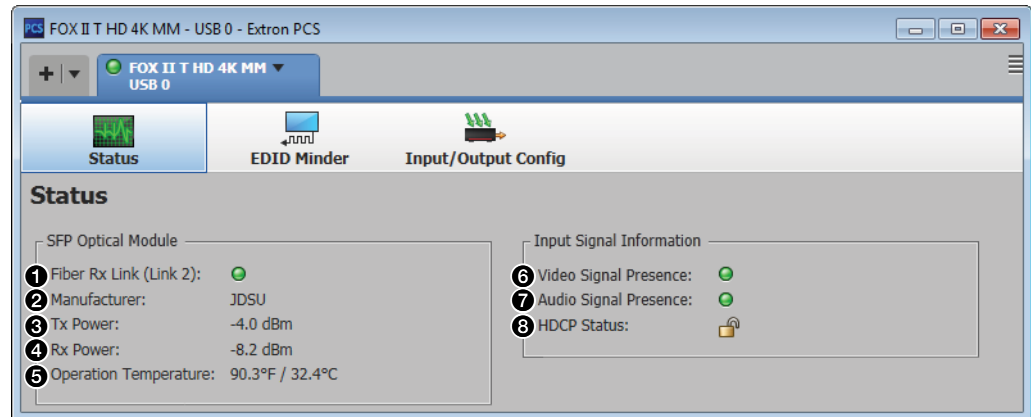 PCS FOX II T HD 4K MM - USB 0 - Extron PCS
FOX II T HD 4K MM
USB 0
Status
EDID Minder
Input/Output Config
Status
SFP Optical Module
1 Fiber Rx Link (Link 2):
2 Manufacturer: JDSU
3 Tx Power: -4.0 dBm
4 Rx Power: -8.2 dBm
5 Operation Temperature: 90.3°F / 32.4°C
Input Signal Information
6 Video Signal Presence:
7 Audio Signal Presence:
8 HDCP Status: